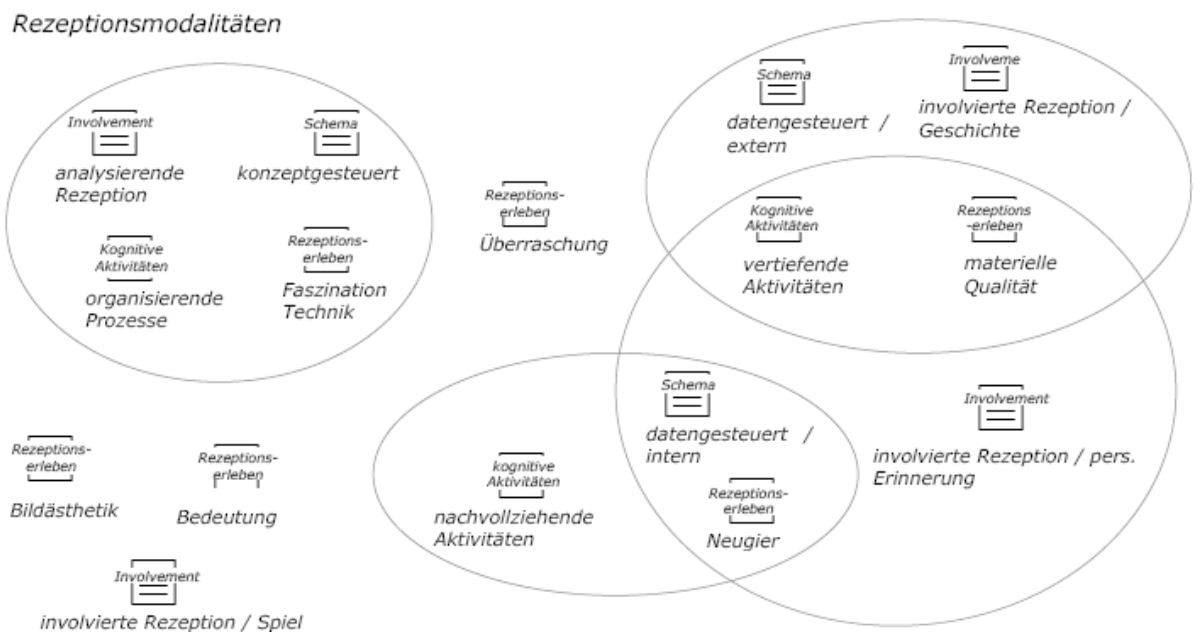 Rezeptionsmodalitäten
Involvement
analysierende
Rezeption
Schema
konzeptgesteuert
Kognitive
Aktivitäten
organisierende
Prozesse
Rezeptions-
erleben
Faszination
Technik
Rezeptions-
erleben
Überraschung
Schema
datengesteuert /
extern
Involveme
involvierte Rezeption /
Geschichte
Kognitive
Aktivitäten
vertiefende
Aktivitäten
Rezeptions
-erleben
materielle
Qualität
Schema
datengesteuert /
intern
Involvement
involvierte Rezeption / pers.
Erinnerung
kognitive
Aktivitäten
nachvollziehende
Aktivitäten
Rezeptions-
erleben
Neugier
Rezeptions-
erleben
Bildästhetik
Rezeptions-
erleben
Bedeutung
Involvement
involvierte Rezeption / Spiel